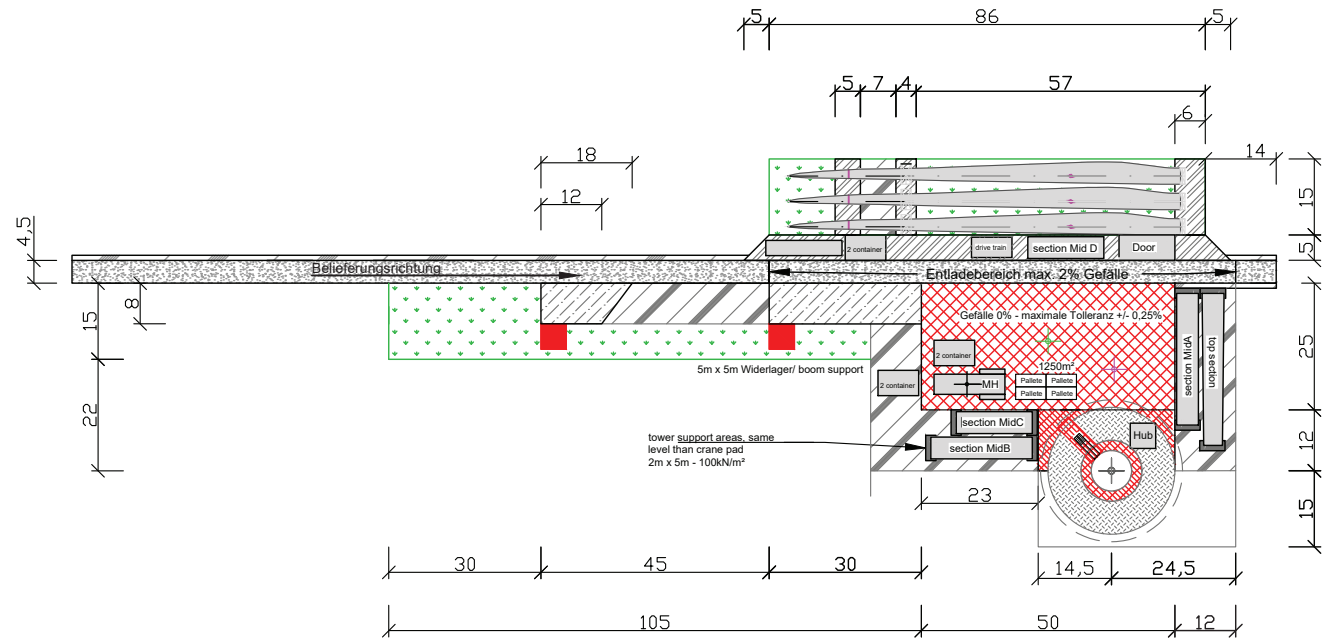 5
86
5
5
7
4
57
6
18
14
12
15
4,5
2 container
drive train
section Mid D
Door
5
Belieferungsrichtung
Entladebereich max. 2% Gefälle
8
15
Gefälle 0% - maximale Tolleranz +/- 0,25%
section MidA
top section
25
2 container
1250m²
5m x 5m Widerlager/ boom support
2 container
MH
Pallete
Pallete
Pallete
Pallete
22
tower support areas, same
level than crane pad
2m x 5m - 100kN/m²
section MidC
section MidB
Hub
12
23
15
30
45
30
14,5
24,5
105
50
12